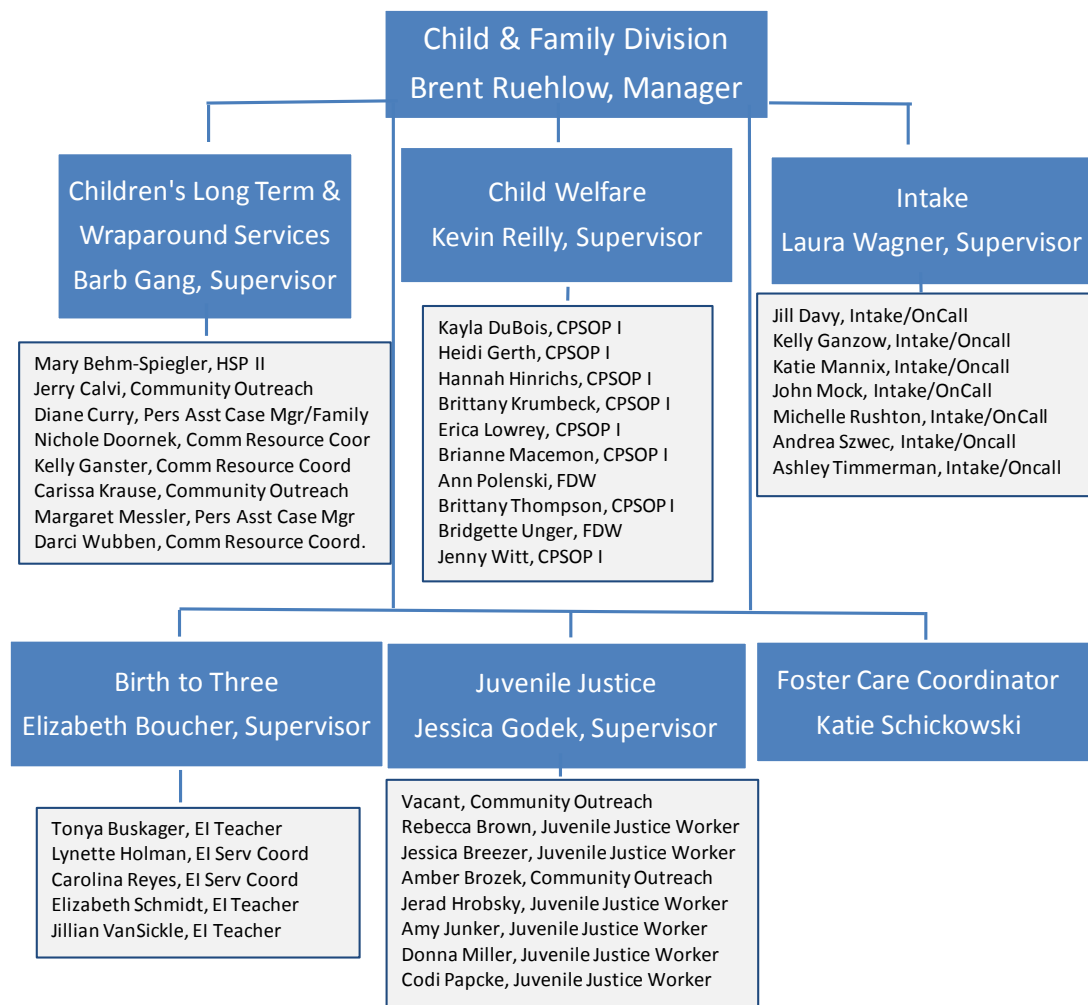 Child & Family Division
Brent Ruehlow, Manager
Children's Long Term &
Wraparound Services
Barb Gang, Supervisor
Mary Behm-Spiegler, HSP II
Jerry Calvi, Community Outreach
Diane Curry, Pers Asst Case Mgr/Family
Nichole Doornek, Comm Resource Coor
Kelly Ganster, Comm Resource Coord
Carissa Krause, Community Outreach
Margaret Messler, Pers Asst Case Mgr
Darci Wubben, Comm Resource Coord.
Child Welfare
Kevin Reilly, Supervisor
Kayla DuBois, CPSOP I
Heidi Gerth, CPSOP I
Hannah Hinrichs, CPSOP I
Brittany Krumbeck, CPSOP I
Erica Lowrey, CPSOP I
Brianne Macemon, CPSOP I
Ann Polenski, FDW
Brittany Thompson, CPSOP I
Bridgette Unger, FDW
Jenny Witt, CPSOP I
Intake
Laura Wagner, Supervisor
Jill Davy, Intake/OnCall
Kelly Ganzow, Intake/Oncall
Katie Mannix, Intake/Oncall
John Mock, Intake/OnCall
Michelle Rushton, Intake/OnCall
Andrea Szwec, Intake/Oncall
Ashley Timmerman, Intake/Oncall
Birth to Three
Elizabeth Boucher, Supervisor
Tonya Buskager, EI Teacher
Lynette Holman, EI Serv Coord
Carolina Reyes, EI Serv Coord
Elizabeth Schmidt, EI Teacher
Jillian VanSickle, EI Teacher
Juvenile Justice
Jessica Godek, Supervisor
Vacant, Community Outreach
Rebecca Brown, Juvenile Justice Worker
Jessica Breezer, Juvenile Justice Worker
Amber Brozek, Community Outreach
Jerad Hrobsky, Juvenile Justice Worker
Amy Junker, Juvenile Justice Worker
Donna Miller, Juvenile Justice Worker
Codi Papcke, Juvenile Justice Worker
Foster Care Coordinator
Katie Schickowski